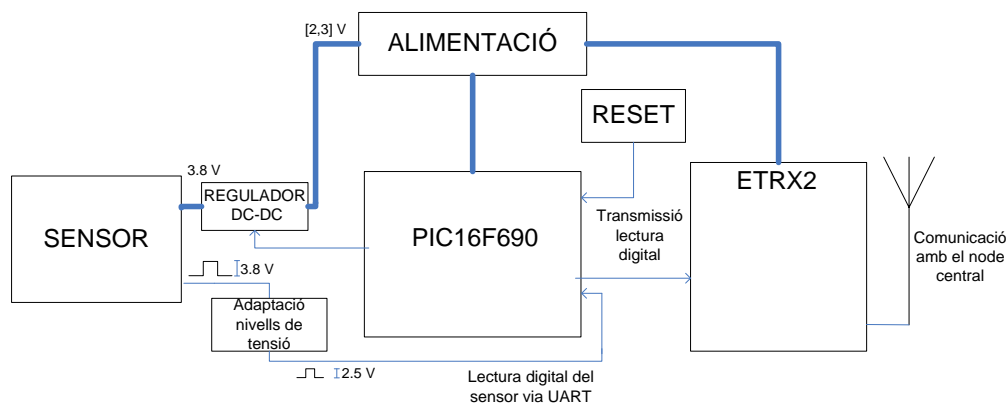 [2,3] V
ALIMENTACIÓ
RESET
3.8 V
REGULADOR
DC-DC
SENSOR
PIC16F690
ETRX2
Transmissió
lectura
digital
Comunicació
amb el node
central
3.8 V
Adaptació
nivells de
tensió
2.5 V
Lectura digital del
sensor via UART